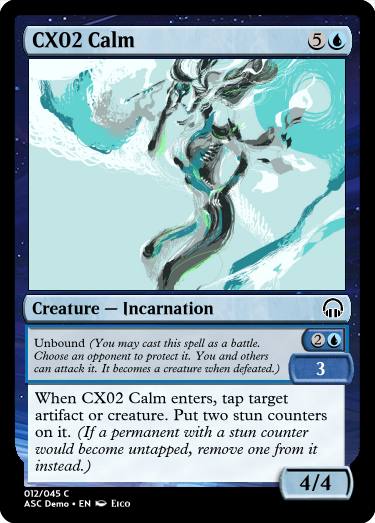 CX02 Calm 5
Creature — Incarnation
Unbound (You may cast this spell as a battle. 2
Choose an opponent to protect it. You and others
can attack it. It becomes a creature when defeated.) 3
When CX02 Calm enters, tap target
artifact or creature. Put two stun counters
on it. (If a permanent with a stun counter
would become untapped, remove one from it
instead.)
4/4
012/045 C
ASC Demo • EN Eico